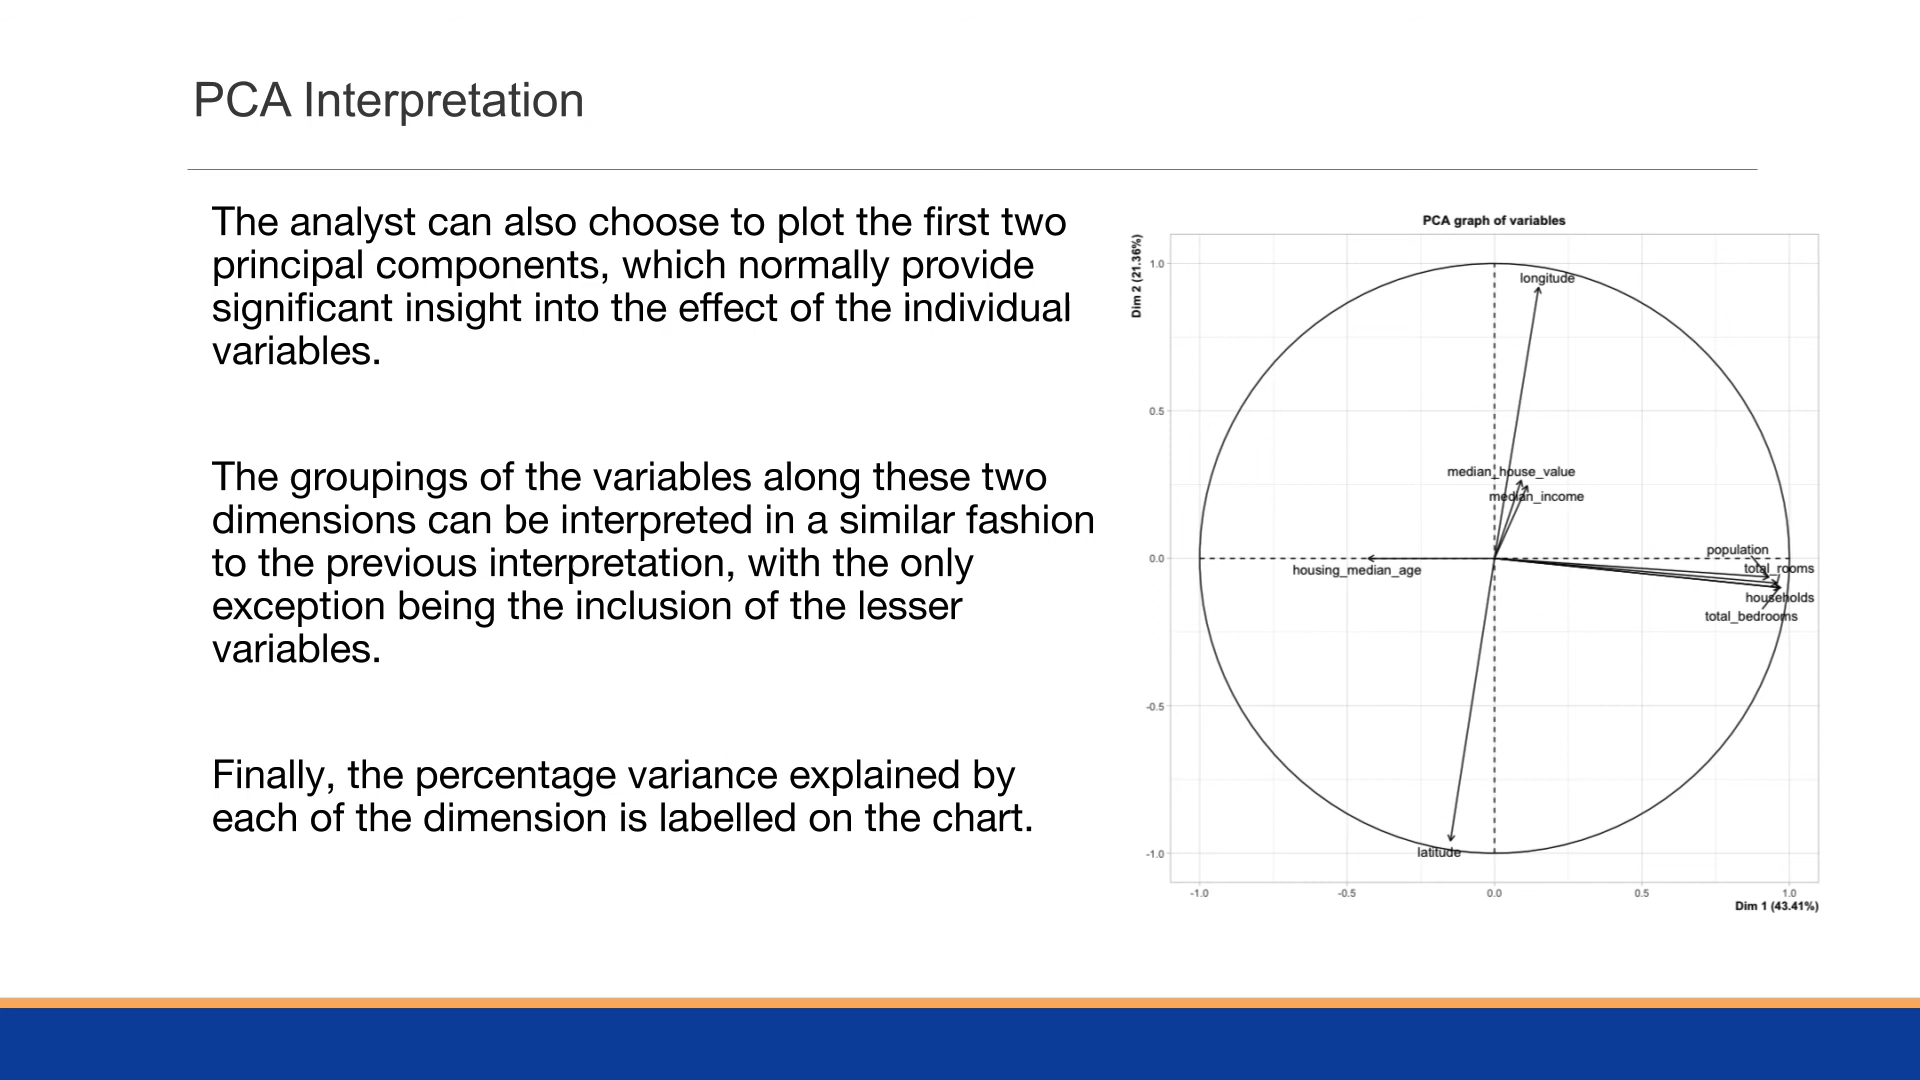 PCA Interpretation
The analyst can also choose to plot the first two
principal components, which normally provide
significant insight into the effect of the individual
variables.
The groupings of the variables along these two
dimensions can be interpreted in a similar fashion
to the previous interpretation, with the only
exception being the inclusion of the lesser
variables.
Finally, the percentage variance explained by
each of the dimension is labelled on the chart.
PCA graph of variables
Dim 2 (21.36%)
1.0
0.5
0.0
-0.5
-1.0
longitude
median_house_value
median_income
population
total_rooms
housing_median_age
households
total_bedrooms
latitude
-1.0
-0.5
0.0
0.5
1.0
Dim 1 (43.41%)